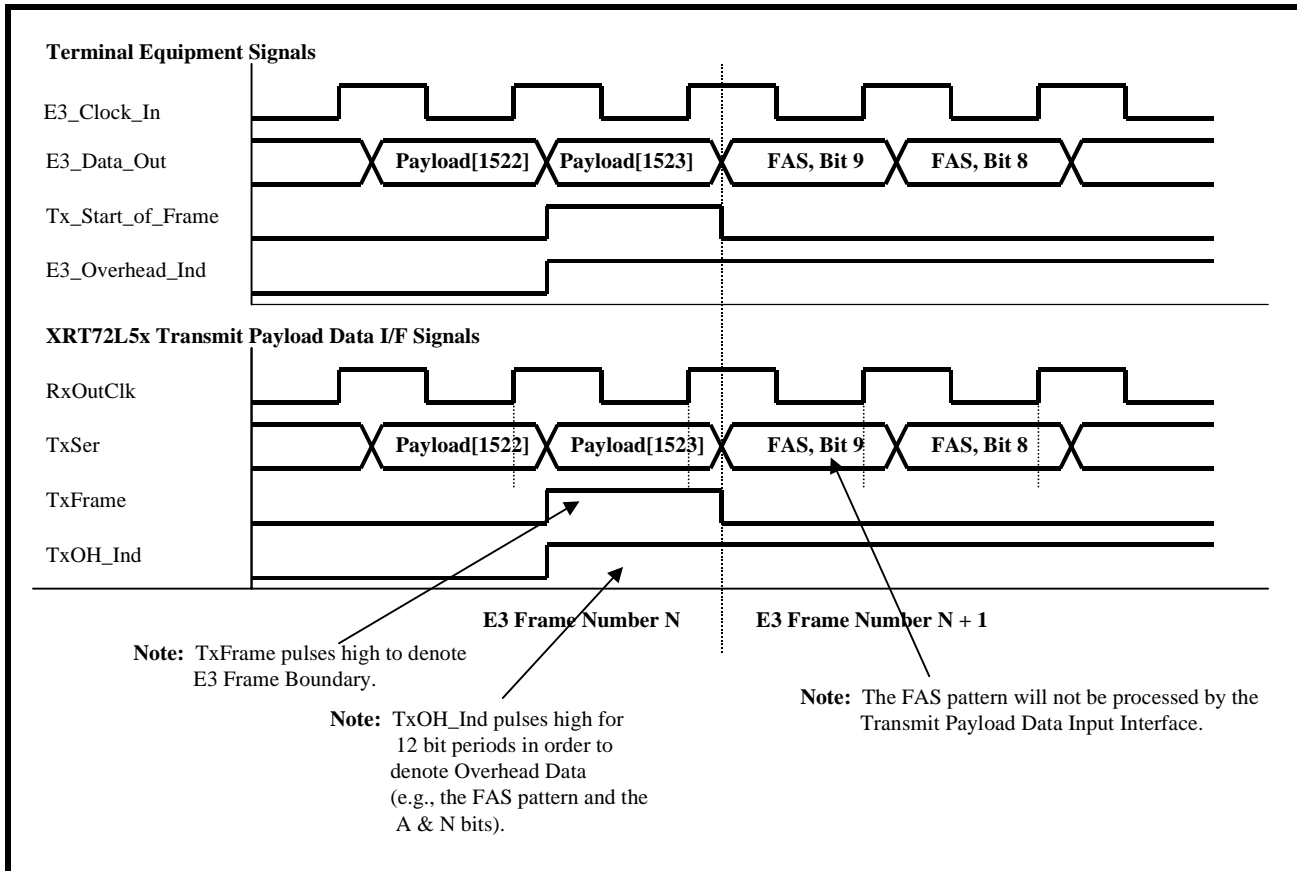 Terminal Equipment Signals
E3_Clock_In
E3_Data_Out
Payload[1522] Payload[1523] FAS, Bit 9 FAS, Bit 8
Tx_Start_of_Frame
E3_Overhead_Ind
XRT72L5x Transmit Payload Data I/F Signals
RxOutClk
TxSer
Payload[1522] Payload[1523] FAS, Bit 9 FAS, Bit 8
TxFrame
TxOH_Ind
E3 Frame Number N E3 Frame Number N + 1
Note: TxFrame pulses high to denote
E3 Frame Boundary.
Note: TxOH_Ind pulses high for
12 bit periods in order to
denote Overhead Data
(e.g., the FAS pattern and the
A & N bits).
Note: The FAS pattern will not be processed by the
Transmit Payload Data Input Interface.